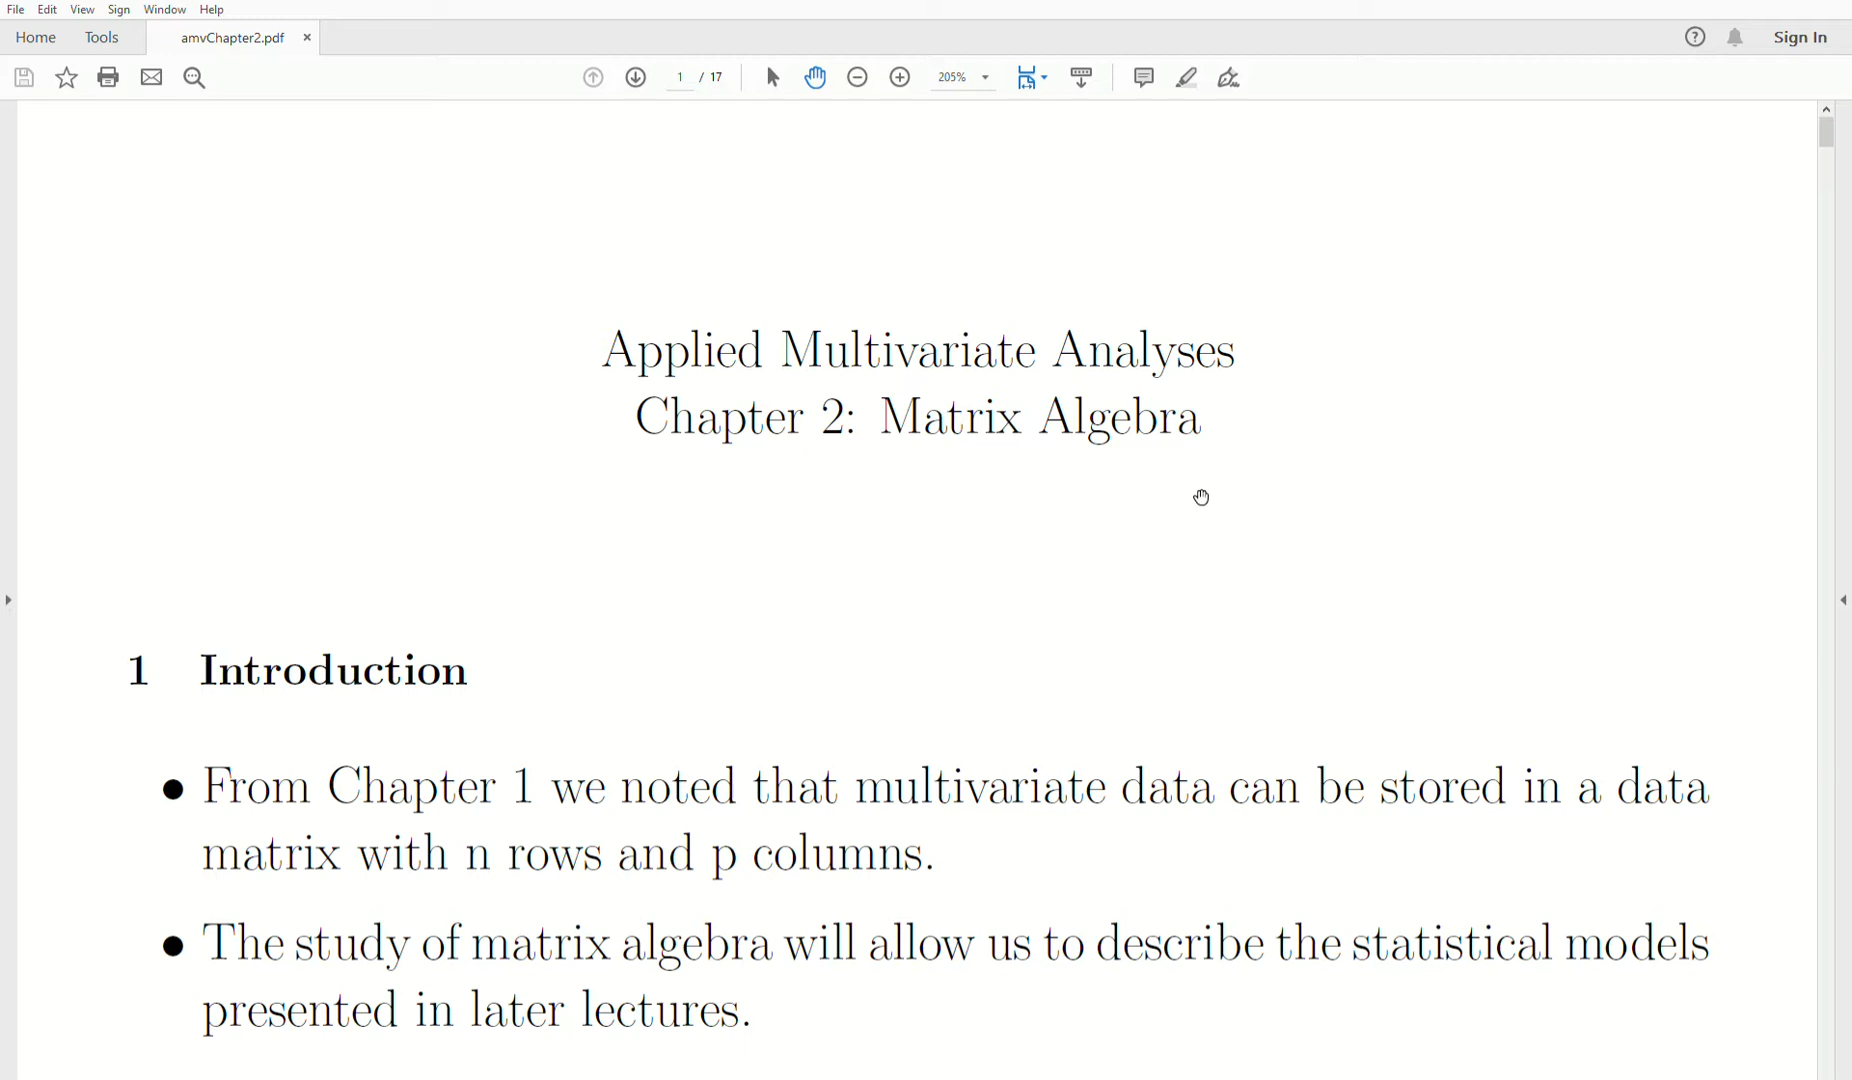 File Edit View Sign Window Help
Home Tools amvChapter2.pdf × Sign In
1 / 17 205%
Applied Multivariate Analyses
Chapter 2: Matrix Algebra
1 Introduction
• From Chapter 1 we noted that multivariate data can be stored in a data
matrix with n rows and p columns.
• The study of matrix algebra will allow us to describe the statistical models
presented in later lectures.